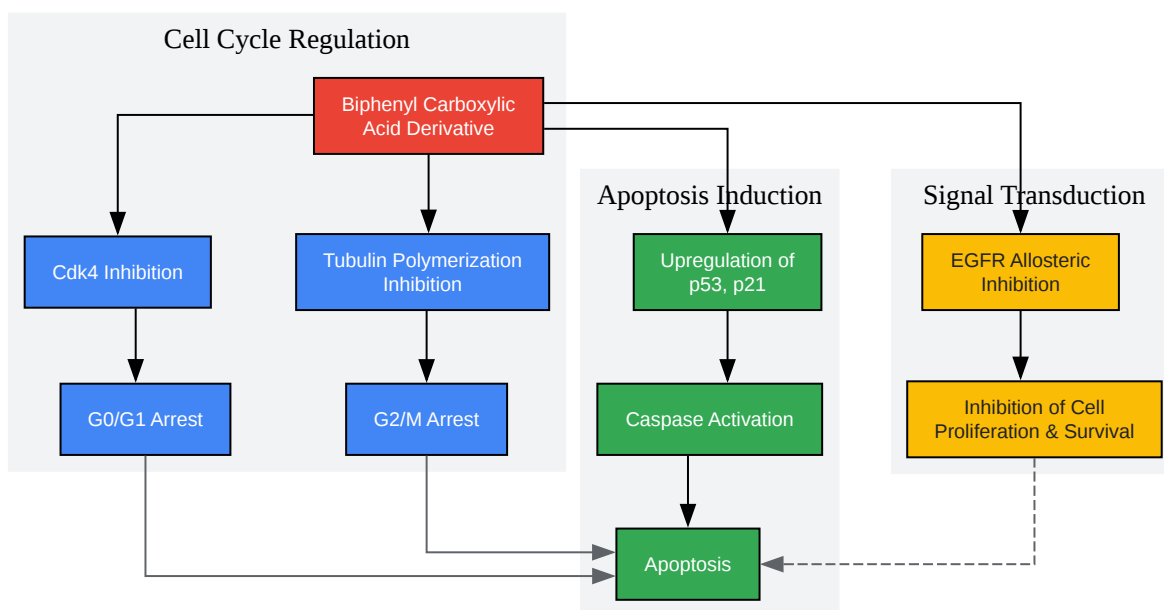 Cell Cycle Regulation
Biphenyl Carboxylic
Acid Derivative
Apoptosis Induction
Signal Transduction
Cdk4 Inhibition
Tubulin Polymerization
Inhibition
Upregulation of
p53, p21
EGFR Allosteric
Inhibition
G0/G1 Arrest
G2/M Arrest
Caspase Activation
Inhibition of Cell
Proliferation & Survival
Apoptosis